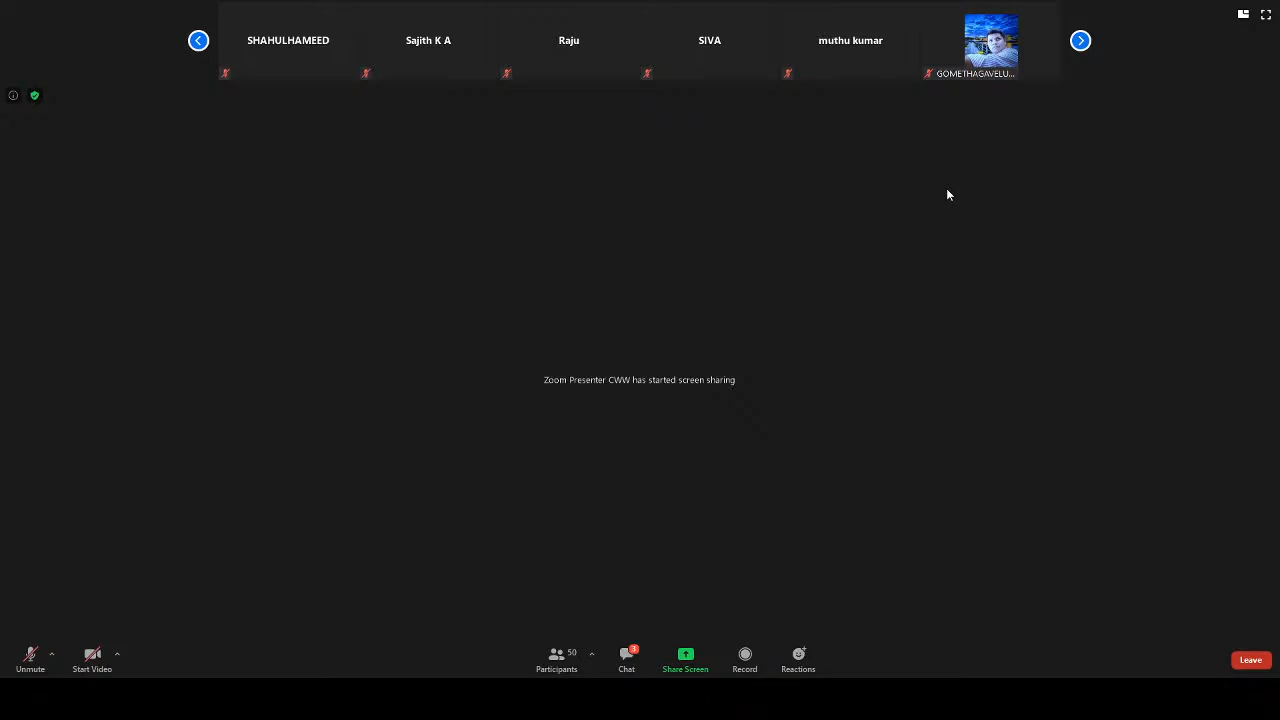 SHAHULHAMEED
Sajith K A
Raju
SIVA
muthu kumar
GOMETHAGAVELU...
Zoom Presenter CWW has started screen sharing
Unmute
Start Video
50
Participants
3
Chat
Share Screen
Record
Reactions
Leave